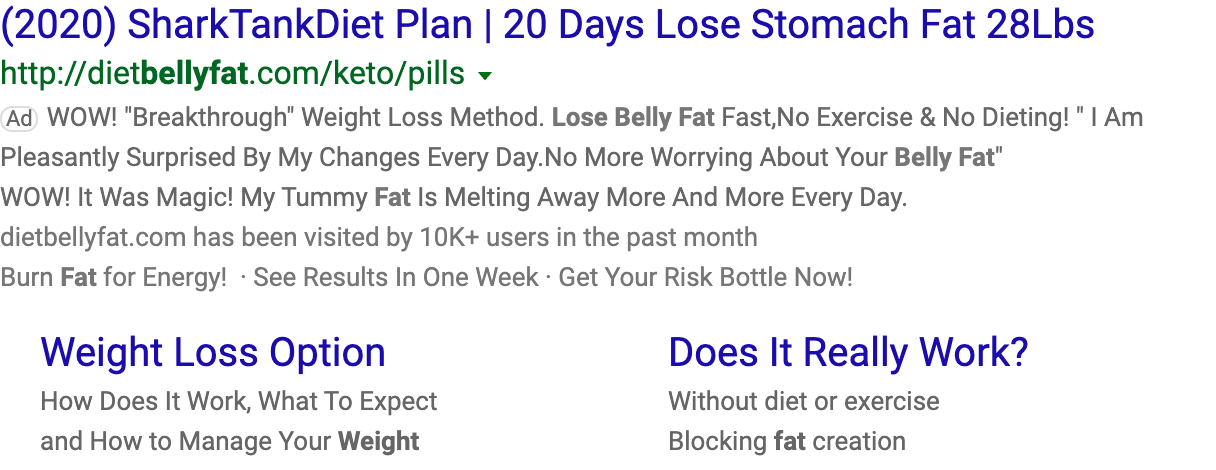 (2020) SharkTankDiet Plan | 20 Days Lose Stomach Fat 28Lbs
http://dietbellyfat.com/keto/pills
Ad WOW! "Breakthrough" Weight Loss Method. Lose Belly Fat Fast,No Exercise & No Dieting! " I Am
Pleasantly Surprised By My Changes Every Day.No More Worrying About Your Belly Fat"
WOW! It Was Magic! My Tummy Fat Is Melting Away More And More Every Day.
dietbellyfat.com has been visited by 10K+ users in the past month
Burn Fat for Energy! · See Results In One Week · Get Your Risk Bottle Now!
Weight Loss Option
How Does It Work, What To Expect
and How to Manage Your Weight
Does It Really Work?
Without diet or exercise
Blocking fat creation